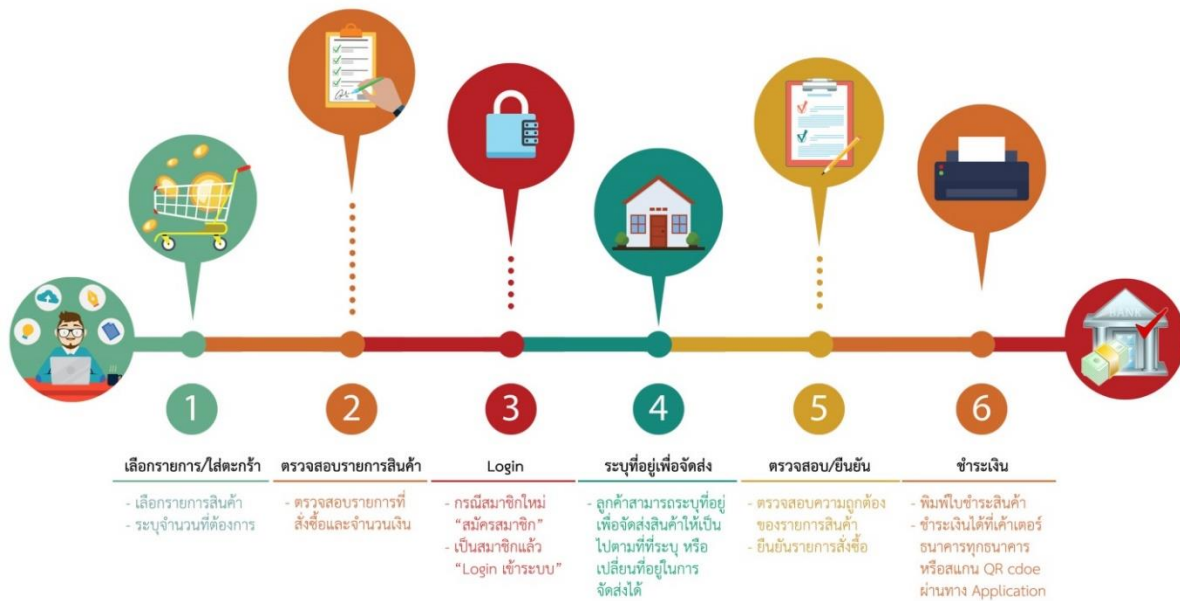 BANK
1
2
3
4
5
6
เลือกรายการ/ใส่ตะกร้า
- เลือกรายการสินค้า
- ระบุจำนวนที่ต้องการ
ตรวจสอบรายการสินค้า
- ตรวจสอบรายการที่
สั่งซื้อและจำนวนเงิน
Login
- กรณีสมาชิกใหม่
“สมัครสมาชิก”
- เป็นสมาชิกแล้ว
“Login เข้าระบบ”
ระบุที่อยู่เพื่อจัดส่ง
- ลูกค้าสามารถระบุที่อยู่
เพื่อจัดส่งสินค้าให้เป็น
ไปตามที่ที่ระบุ หรือ
เปลี่ยนที่อยู่ในการ
จัดส่งได้
ตรวจสอบ/ยืนยัน
- ตรวจสอบความถูกต้อง
ของรายการสินค้า
- ยืนยันรายการสั่งซื้อ
ชำระเงิน
- พิมพ์ใบชำระสินค้า
- ชำระเงินได้ที่เค้าเตอร์
ธนาคารทุกธนาคาร
หรือสแกน QR cdoe
ผ่านทาง Application